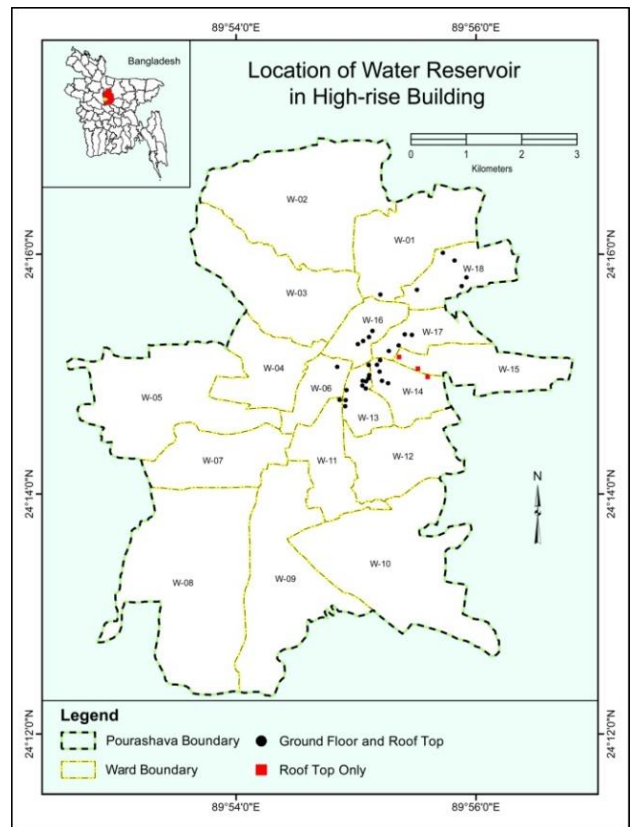 89°54'0"E 89°56'0"E
Bangladesh
Location of Water Reservoir
in High-rise Building
0 1 2 3
Kilometers
24°16'0"N 24°16'0"N
W-02
W-01
W-18
W-03
W-16
W-17
W-04
W-15
W-06
W-05
W-14
W-13
W-07
W-11
W-12
24°14'0"N 24°14'0"N
N
W-10
W-08
W-09
Legend
Pourashava Boundary
Ground Floor and Roof Top
Ward Boundary
Roof Top Only
24°12'0"N 24°12'0"N
89°54'0"E 89°56'0"E